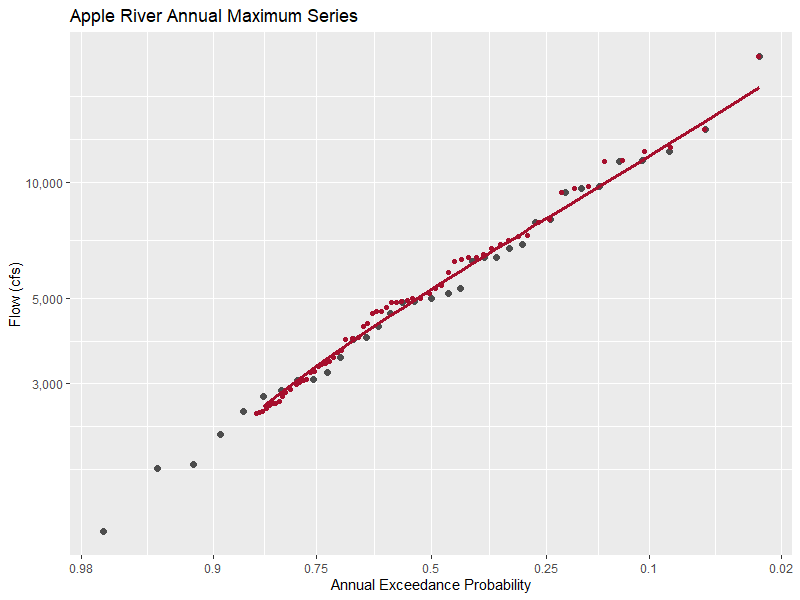 Apple River Annual Maximum Series
Flow (cfs)
10,000
5,000
3,000
0.98 0.9 0.75 0.5 0.25 0.1 0.02
Annual Exceedance Probability